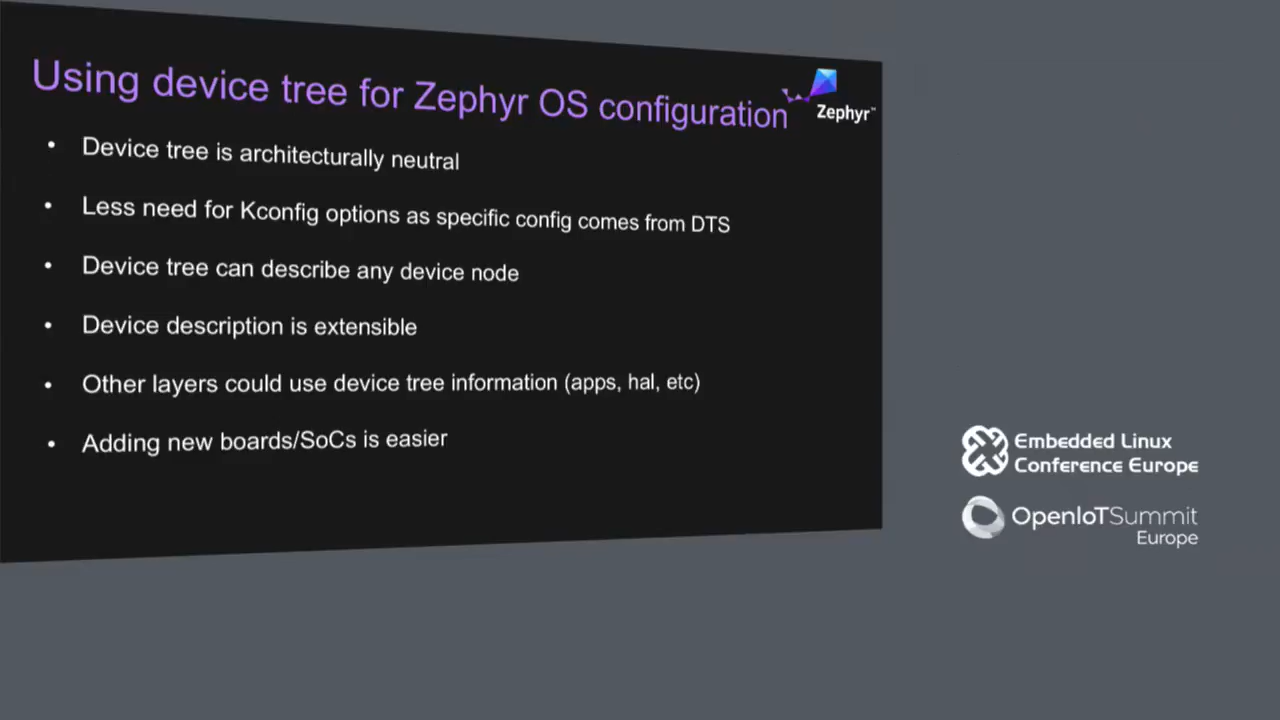 Using device tree for Zephyr OS configuration
Zephyr™
• Device tree is architecturally neutral
• Less need for Kconfig options as specific config comes from DTS
• Device tree can describe any device node
• Device description is extensible
• Other layers could use device tree information (apps, hal, etc)
• Adding new boards/SoCs is easier
Embedded Linux
Conference Europe
OpenIoTSummit
Europe